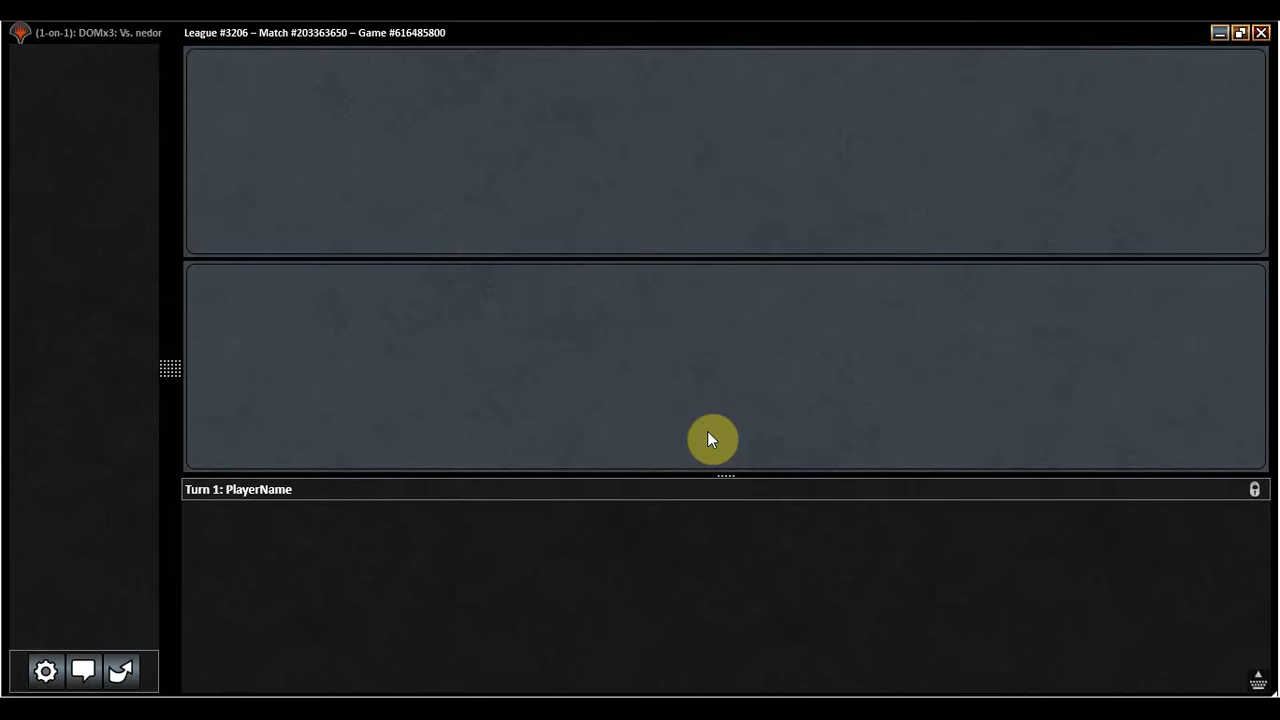 (1-on-1): DOMx3: Vs. nedor
League #3206 – Match #203363650 – Game #616485800
Turn 1: PlayerName